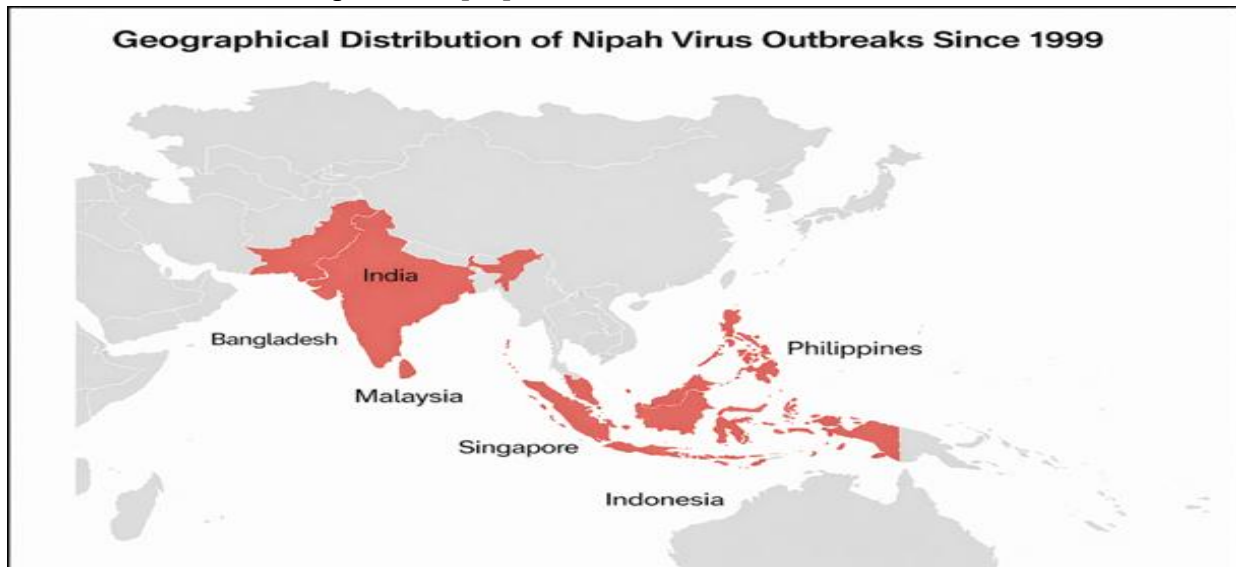 Geographical Distribution of Nipah Virus Outbreaks Since 1999
India
Bangladesh
Philippines
Malaysia
Singapore
Indonesia